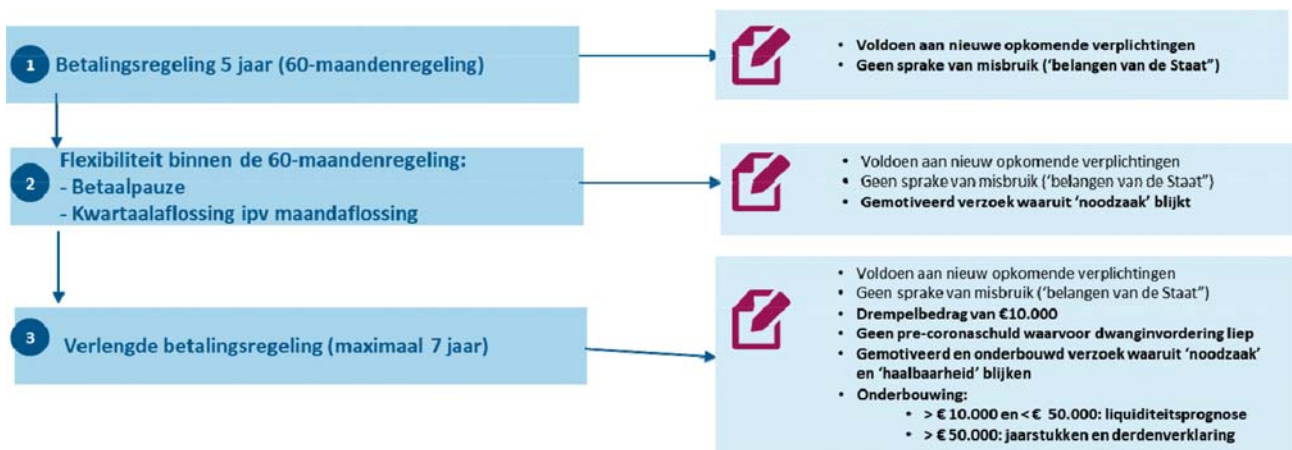 1 Betalingsregeling 5 jaar (60-maandenregeling)
• Voldoen aan nieuwe opkomende verplichtingen
• Geen sprake van misbruik (‘belangen van de Staat”)
2 Flexibiliteit binnen de 60-maandenregeling:
- Betaalpauze
- Kwartaalaflossing ipv maandaflossing
• Voldoen aan nieuw opkomende verplichtingen
• Geen sprake van misbruik (‘belangen van de Staat”)
• Gemotiveerd verzoek waaruit ‘noodzaak’ blijkt
3 Verlengde betalingsregeling (maximaal 7 jaar)
• Voldoen aan nieuw opkomende verplichtingen
• Geen sprake van misbruik (‘belangen van de Staat”)
• Drempelbedrag van €10.000
• Geen pre-coronaschuld waarvoor dwanginvordering liep
• Gemotiveerd en onderbouwd verzoek waaruit ‘noodzaak’
en ‘haalbaarheid’ blijken
• Onderbouwing:
• > € 10.000 en < € 50.000: liquiditeitsprognose
• > € 50.000: jaarstukken en derdenverklaring